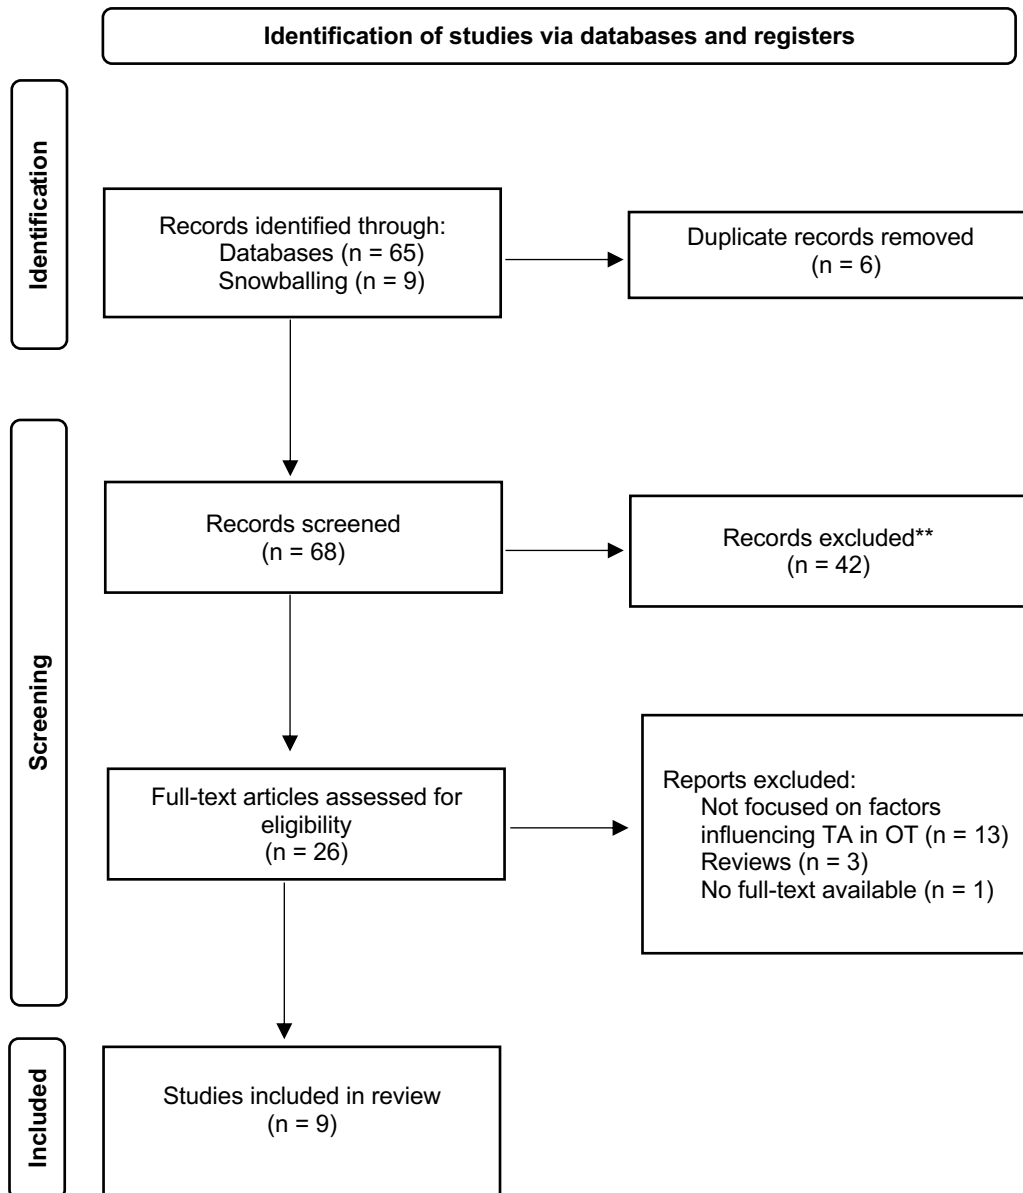 Identification of studies via databases and registers
Identification
Records identified through:
Databases (n = 65)
Snowballing (n = 9)
Duplicate records removed
(n = 6)
Screening
Records screened
(n = 68)
Records excluded**
(n = 42)
Full-text articles assessed for
eligibility
(n = 26)
Reports excluded:
Not focused on factors
influencing TA in OT (n = 13)
Reviews (n = 3)
No full-text available (n = 1)
Included
Studies included in review
(n = 9)